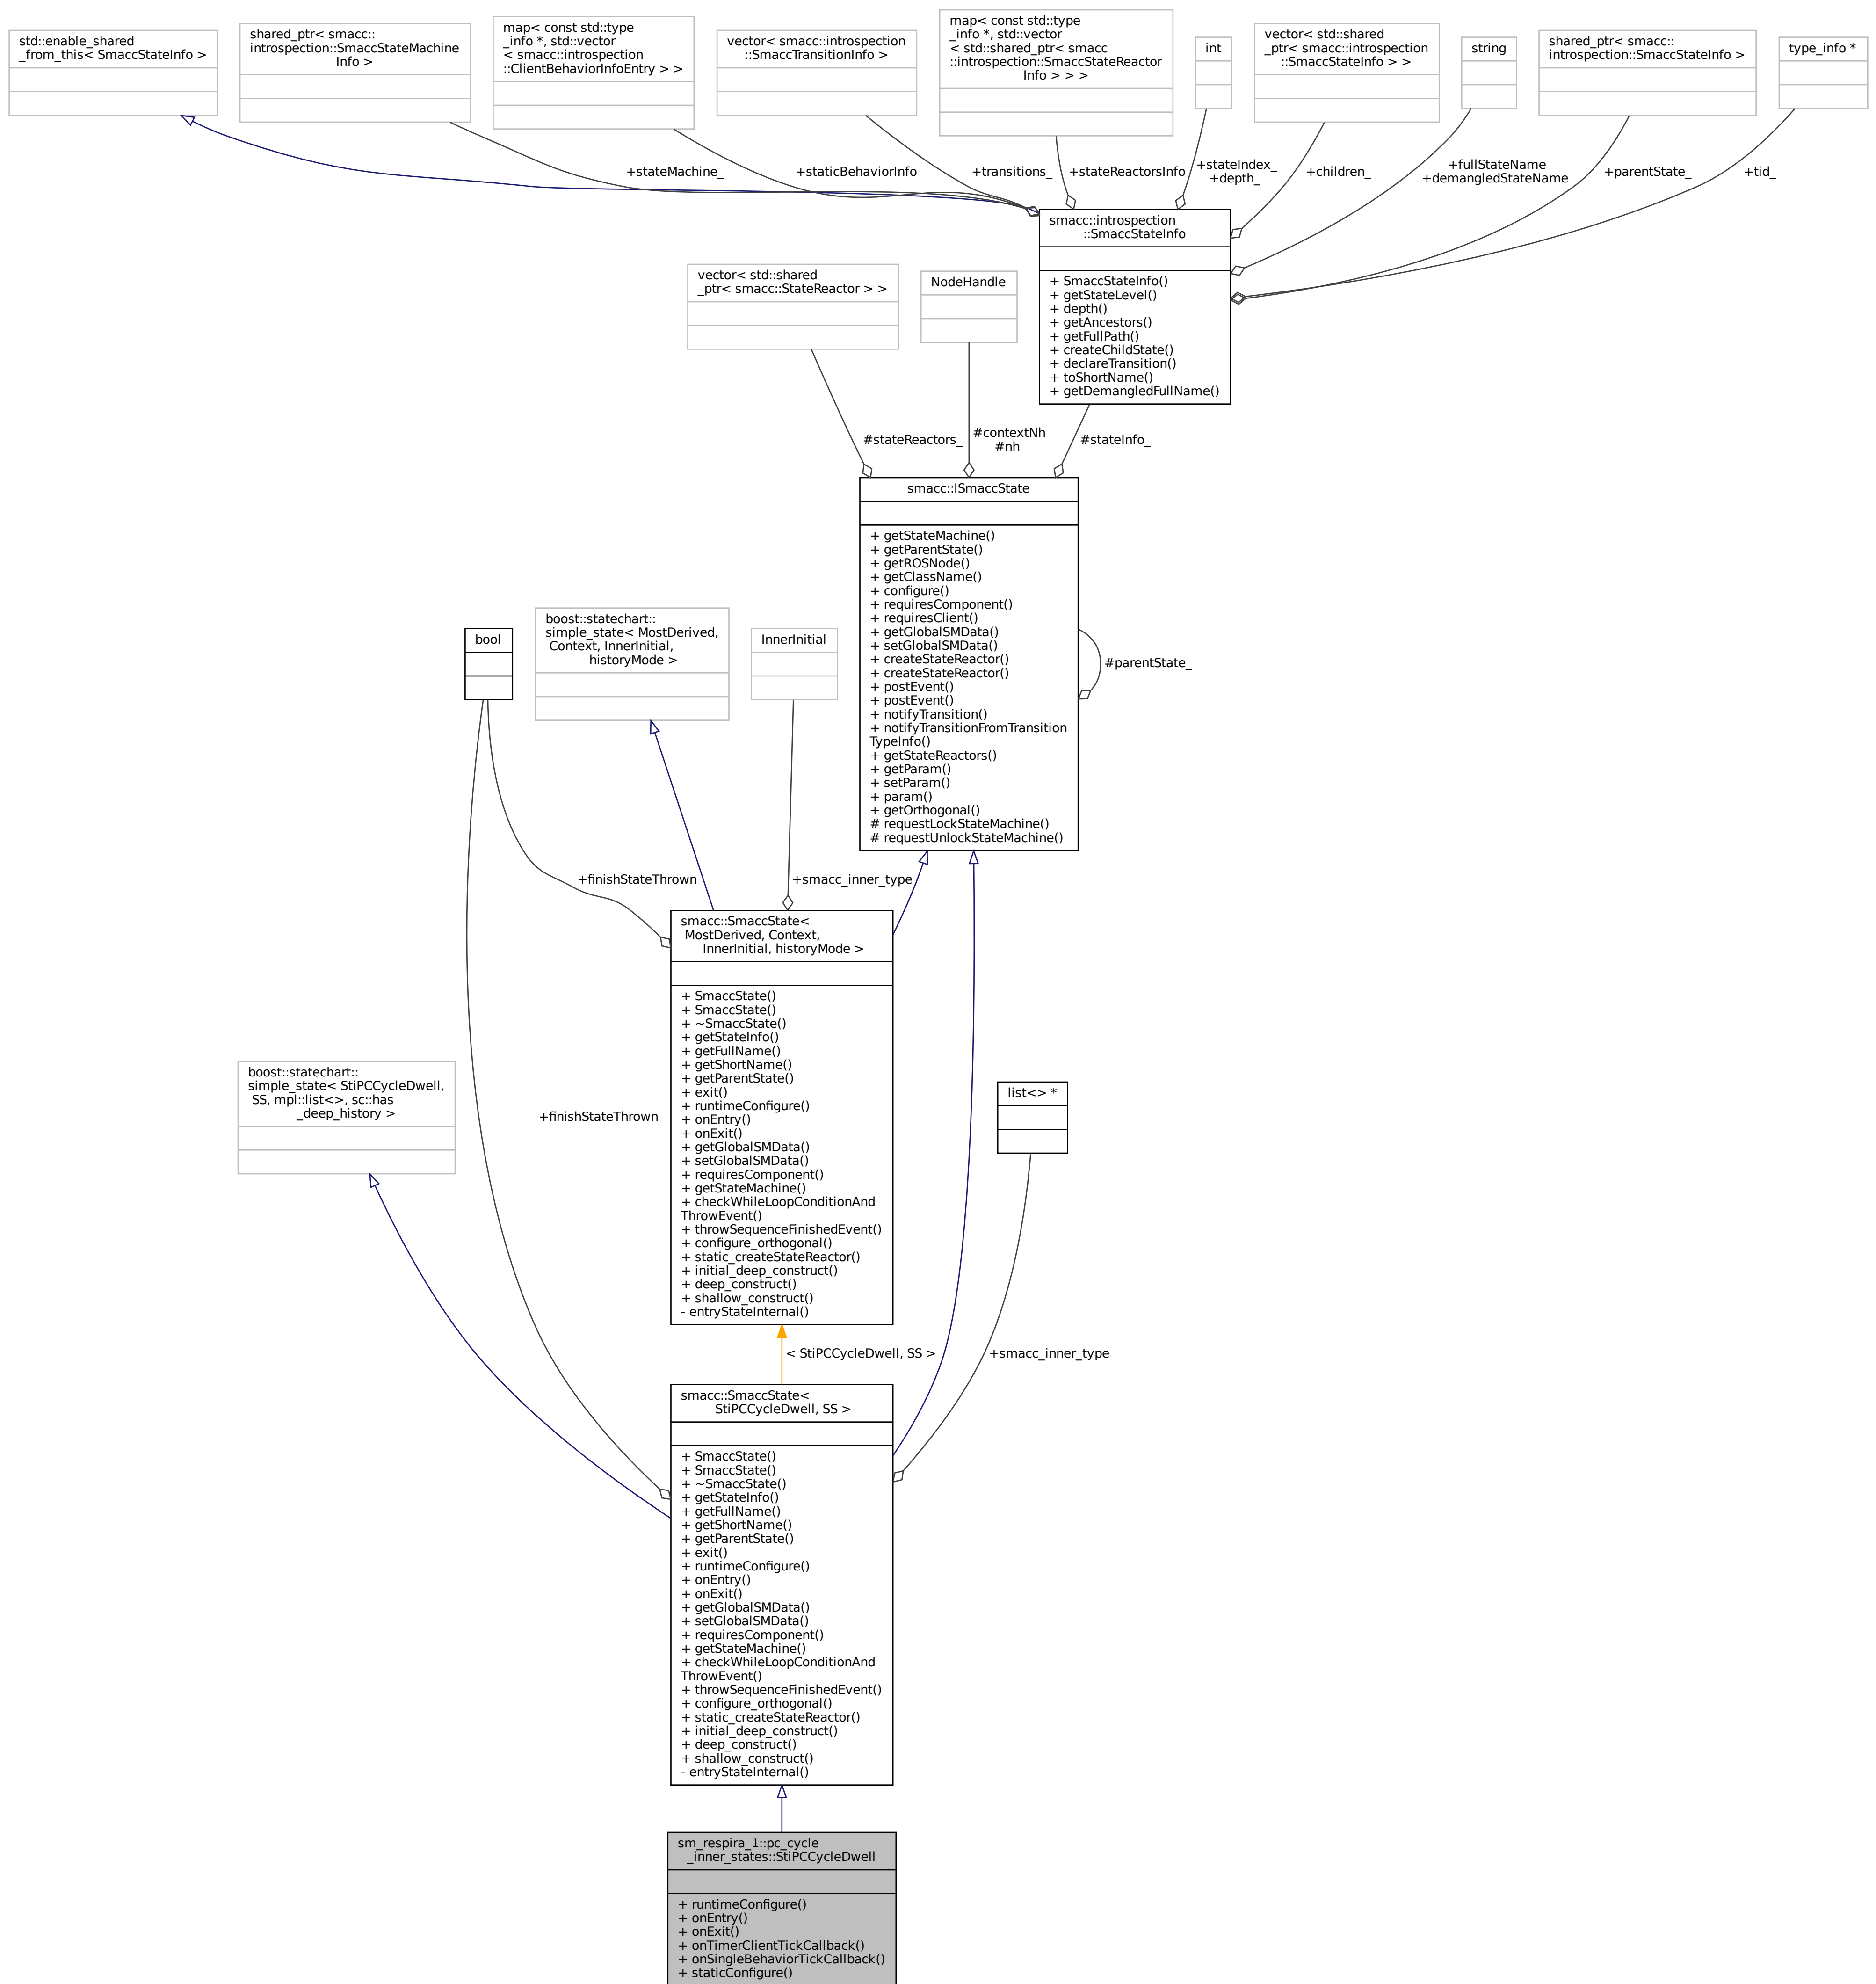 std::enable_shared
_from_this< SmaccStateInfo >
shared_ptr< smacc::
introspection::SmaccStateMachine
Info >
map< const std::type
_info *, std::vector
< smacc::introspection
::ClientBehaviorInfoEntry > >
vector< smacc::introspection
::SmaccTransitionInfo >
map< const std::type
_info *, std::vector
< std::shared_ptr< smacc
::introspection::SmaccStateReactor
Info > > >
int
vector< std::shared
_ptr< smacc::introspection
::SmaccStateInfo > >
string
shared_ptr< smacc::
introspection::SmaccStateInfo >
type_info *
+stateMachine_
+staticBehaviorInfo
+transitions_
+stateReactorsInfo
+stateIndex_
+depth_
+children_
+fullStateName
+demangledStateName
+parentState_
+tid_
smacc::introspection
::SmaccStateInfo
+ SmaccStateInfo()
+ getStateLevel()
+ depth()
+ getAncestors()
+ getFullPath()
+ createChildState()
+ declareTransition()
+ toShortName()
+ getDemangledFullName()
vector< std::shared
_ptr< smacc::StateReactor > >
NodeHandle
#stateReactors_
#contextNh
#nh
#stateInfo_
smacc::ISmaccState
+ getStateMachine()
+ getParentState()
+ getROSNode()
+ getClassName()
+ configure()
+ requiresComponent()
+ requiresClient()
+ getGlobalSMData()
+ setGlobalSMData()
+ createStateReactor()
+ createStateReactor()
+ postEvent()
+ postEvent()
+ notifyTransition()
+ notifyTransitionFromTransition
TypeInfo()
+ getStateReactors()
+ getParam()
+ setParam()
+ param()
+ getOrthogonal()
# requestLockStateMachine()
# requestUnlockStateMachine()
#parentState_
bool
boost::statechart::
simple_state< MostDerived,
Context, InnerInitial,
historyMode >
InnerInitial
+finishStateThrown
+smacc_inner_type
smacc::SmaccState<
MostDerived, Context,
InnerInitial, historyMode >
+ SmaccState()
+ SmaccState()
+ ~SmaccState()
+ getStateInfo()
+ getFullName()
+ getShortName()
+ getParentState()
+ exit()
+ runtimeConfigure()
+ onEntry()
+ onExit()
+ getGlobalSMData()
+ setGlobalSMData()
+ requiresComponent()
+ getStateMachine()
+ checkWhileLoopConditionAnd
ThrowEvent()
+ throwSequenceFinishedEvent()
+ configure_orthogonal()
+ static_createStateReactor()
+ initial_deep_construct()
+ deep_construct()
+ shallow_construct()
- entryStateInternal()
boost::statechart::
simple_state< StiPCCycleDwell,
SS, mpl::list<>, sc::has
_deep_history >
+finishStateThrown
list<> *
< StiPCCycleDwell, SS >
+smacc_inner_type
smacc::SmaccState<
StiPCCycleDwell, SS >
+ SmaccState()
+ SmaccState()
+ ~SmaccState()
+ getStateInfo()
+ getFullName()
+ getShortName()
+ getParentState()
+ exit()
+ runtimeConfigure()
+ onEntry()
+ onExit()
+ getGlobalSMData()
+ setGlobalSMData()
+ requiresComponent()
+ getStateMachine()
+ checkWhileLoopConditionAnd
ThrowEvent()
+ throwSequenceFinishedEvent()
+ configure_orthogonal()
+ static_createStateReactor()
+ initial_deep_construct()
+ deep_construct()
+ shallow_construct()
- entryStateInternal()
sm_respira_1::pc_cycle
_inner_states::StiPCCycleDwell
+ runtimeConfigure()
+ onEntry()
+ onExit()
+ onTimerClientTickCallback()
+ onSingleBehaviorTickCallback()
+ staticConfigure()